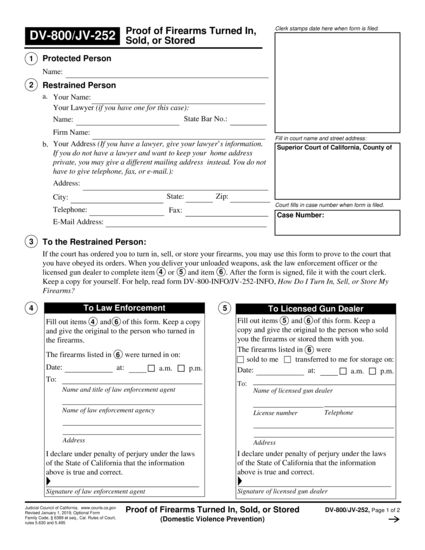 DV-800/JV-252
Proof of Firearms Turned In, Sold, or Stored
Clerk stamps date here when form is filed.
1 Protected Person
Name:
2 Restrained Person
a. Your Name:
Your Lawyer (if you have one for this case):
Name: State Bar No.:
Firm Name:
b. Your Address (If you have a lawyer, give your lawyer's information.
If you do not have a lawyer and want to keep your home address
private, you may give a different mailing address instead. You do not
have to give telephone, fax, or e-mail.):
Address:
City: State: Zip:
Telephone: Fax:
E-Mail Address:
Fill in court name and street address:
Superior Court of California, County of
Court fills in case number when form is filed.
Case Number:
3 To the Restrained Person:
If the court has ordered you to turn in, sell, or store your firearms, you may use this form to prove to the court that
you have obeyed its orders. When you deliver your unloaded weapons, ask the law enforcement officer or the
licensed gun dealer to complete item 4 or 5 and item 6. After the form is signed, file it with the court clerk.
Keep a copy for yourself. For help, read form DV-800-INFO/JV-252-INFO, How Do I Turn In, Sell, or Store My
Firearms?
4 To Law Enforcement
Fill out items 4 and 6 of this form. Keep a copy
and give the original to the person who turned in
the firearms.
The firearms listed in 6 were turned in on:
Date: at: a.m. p.m.
To:
Name and title of law enforcement agent
Name of law enforcement agency
Address
I declare under penalty of perjury under the laws
of the State of California that the information
above is true and correct.
Signature of law enforcement agent
5 To Licensed Gun Dealer
Fill out items 5 and 6 of this form. Keep a
copy and give the original to the person who sold
you the firearms or stored them with you.
The firearms listed in 6 were
sold to me transferred to me for storage on:
Date: at: a.m. p.m.
To:
Name of licensed gun dealer
License number Telephone
Address
I declare under penalty of perjury under the laws
of the State of California that the information
above is true and correct.
Signature of licensed gun dealer
Judicial Council of California, www.courts.ca.gov
Revised January 1, 2019, Optional Form
Family Code, § 6389 et seq., Cal. Rules of Court,
rules 5.630 and 5.495
Proof of Firearms Turned In, Sold, or Stored
(Domestic Violence Prevention)
DV-800/JV-252, Page 1 of 2